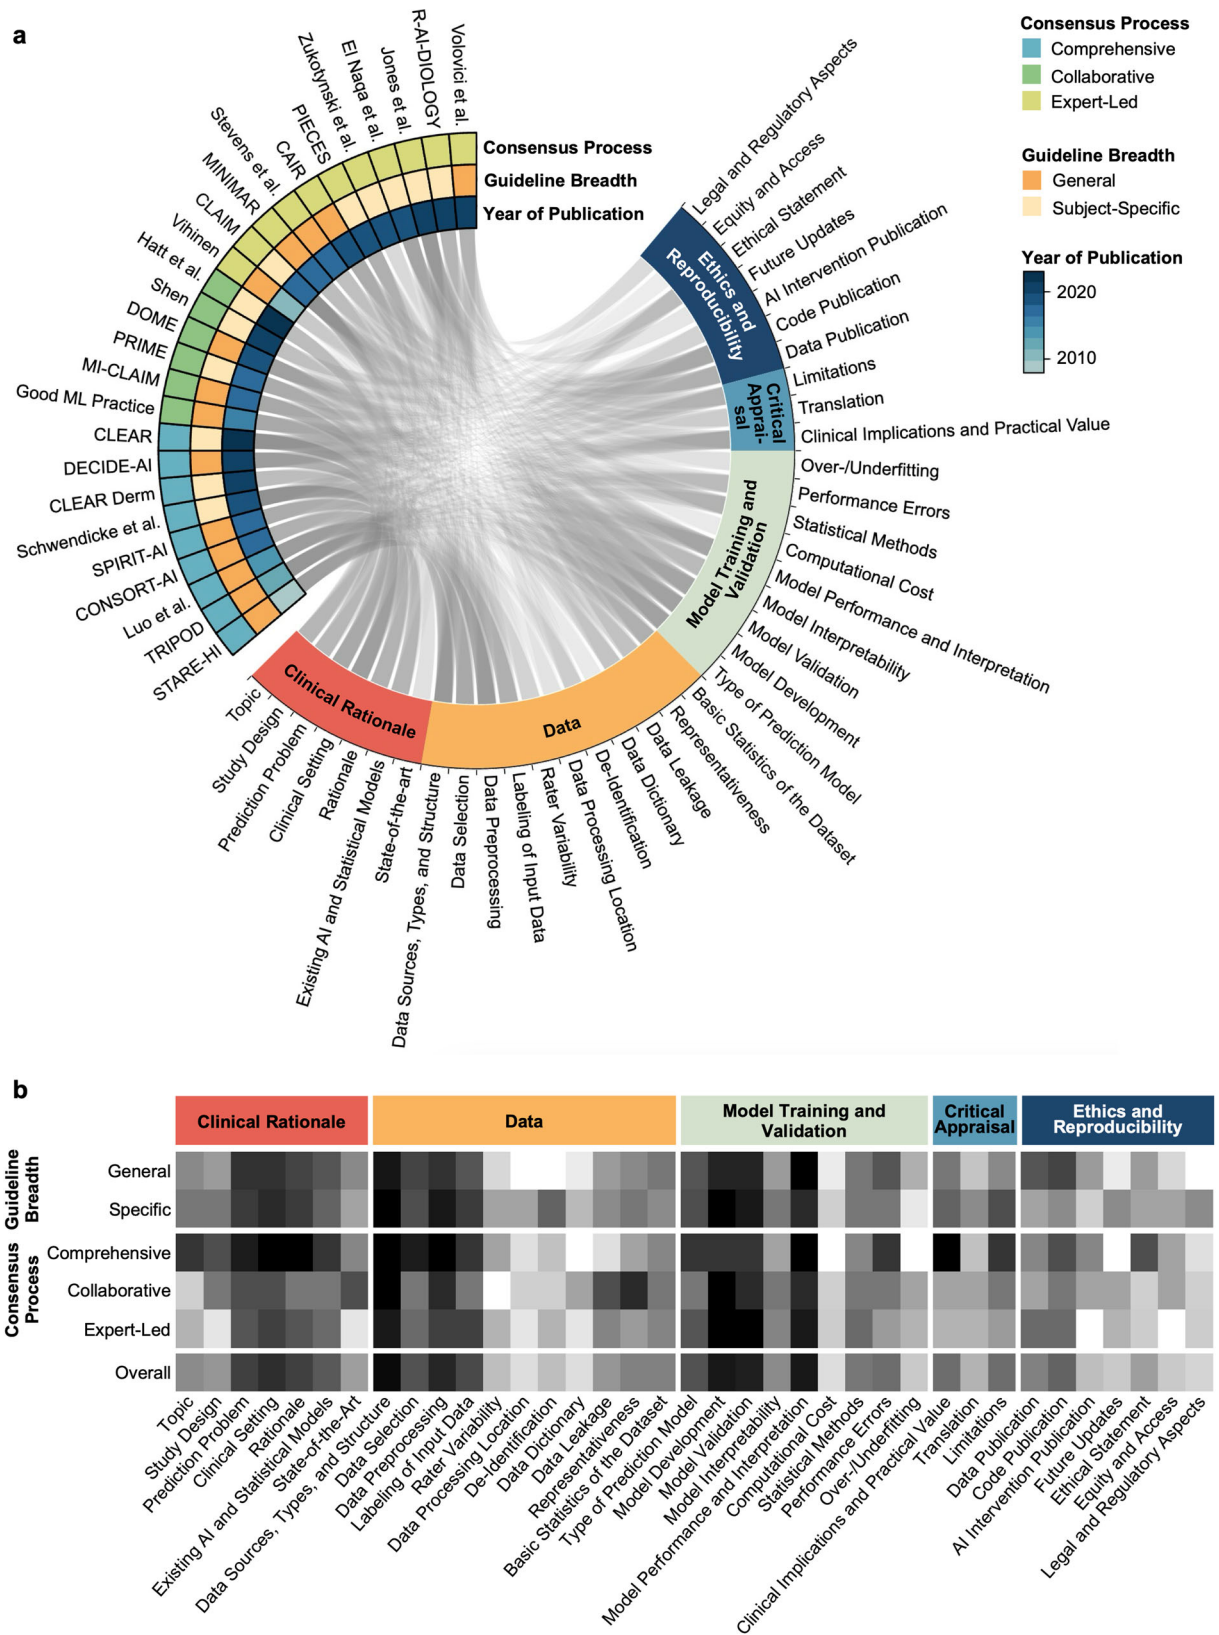 a
Volovici et al.
R-AI-DIOLOGY
Jones et al.
El Naqa et al.
Zukotynski et al.
PIECES
CAIR
Stevens et al.
MINIMAR
CLAIM
Vihinen
Hatt et al.
Shen
DOME
PRIME
MI-CLAIM
Good ML Practice
CLEAR
DECIDE-AI
CLEAR Derm
Schwendicke et al.
SPIRIT-AI
CONSORT-AI
Luo et al.
TRIPOD
STARE-HI
Consensus Process
Guideline Breadth
Year of Publication
Consensus Process
Comprehensive
Collaborative
Expert-Led
Guideline Breadth
General
Subject-Specific
Year of Publication
2020
2010
Legal and Regulatory Aspects
Equity and Access
Ethical Statement
Future Updates
AI Intervention Publication
Code Publication
Data Publication
Limitations
Translation
Clinical Implications and Practical Value
Over-/Underfitting
Performance Errors
Statistical Methods
Computational Cost
Model Performance and Interpretation
Model Interpretability
Model Validation
Model Development
Type of Prediction Model
Basic Statistics of the Dataset
Representativeness
Data Leakage
Data Dictionary
De-Identification
Data Processing Location
Rater Variability
Labeling of Input Data
Data Preprocessing
Data Selection
Data Sources, Types, and Structure
State-of-the-art
Existing AI and Statistical Models
Rationale
Clinical Setting
Prediction Problem
Study Design
Topic
Ethics and
Reproducibility
Critical
Apprai-
sal
Model Training and
Validation
Data
Clinical Rationale
b
Clinical Rationale
Data
Model Training and
Validation
Critical
Appraisal
Ethics and
Reproducibility
Guideline
Breadth
General
Specific
Consensus
Process
Comprehensive
Collaborative
Expert-Led
Overall
Topic
Study Design
Prediction Problem
Clinical Setting
Rationale
Existing AI and Statistical Models
State-of-the-Art
Data Sources, Types, and Structure
Data Selection
Data Preprocessing
Labeling of Input Data
Rater Variability
Data Processing Location
De-Identification
Data Dictionary
Data Leakage
Representativeness
Basic Statistics of the Dataset
Type of Prediction Model
Model Development
Model Validation
Model Interpretability
Model Performance and Interpretation
Computational Cost
Statistical Methods
Performance Errors
Over-/Underfitting
Clinical Implications and Practical Value
Translation
Limitations
Data Publication
Code Publication
AI Intervention Publication
Future Updates
Ethical Statement
Equity and Access
Legal and Regulatory Aspects